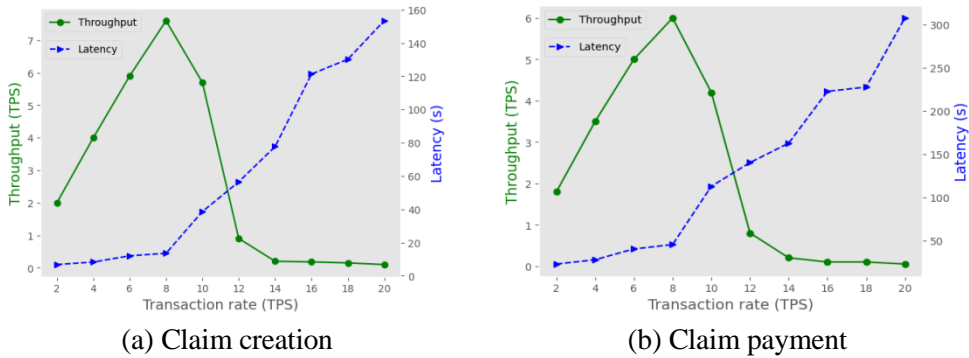 Throughput
Latency
Throughput (TPS)
7
6
5
4
3
2
1
0
160
140
120
100
80
60
40
20
0
Latency (s)
2 4 6 8 10 12 14 16 18 20
Transaction rate (TPS)
(a) Claim creation
Throughput
Latency
Throughput (TPS)
6
5
4
3
2
1
0
300
250
200
150
100
50
Latency (s)
2 4 6 8 10 12 14 16 18 20
Transaction rate (TPS)
(b) Claim payment